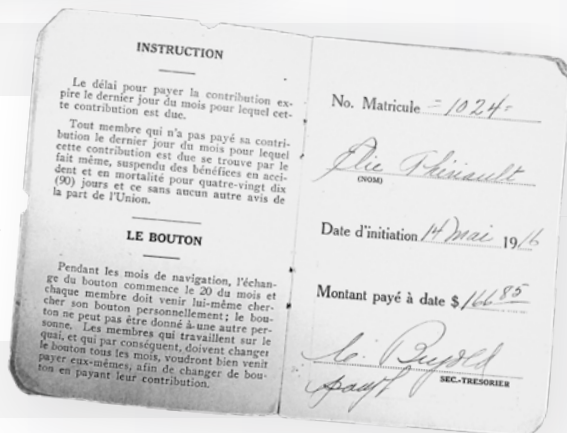 INSTRUCTION
Le délai pour payer la contribution ex-
pire le dernier jour du mois pour lequel cet-
te contribution est due.
Tout membre qui n'a pas payé sa contri-
bution le dernier jour du mois pour lequel
cette contribution est due se trouve par le
fait même, suspendu des bénéfices en acci-
dent et en mortalité pour quatre-vingt dix
(90) jours et ce sans aucun autre avis de
la part de l'Union.
LE BOUTON
Pendant les mois de navigation, l'échan-
ge du bouton commence le 20 du mois et
chaque membre doit venir lui-même cher-
cher son bouton personnellement; le bou-
ton ne peut pas être donné à une autre per-
sonne. Les membres qui travaillent sur le
quai, et qui par conséquent, doivent changer
le bouton tous les mois, voudront bien venir
payer eux-mêmes, afin de changer de bou-
ton en payant leur contribution.
No. Matricule =1024=
Elie Thériault
(NOM)
Date d'initiation 14 Mai 1916
Montant payé à date $166 85
SEC.-TRESORIER